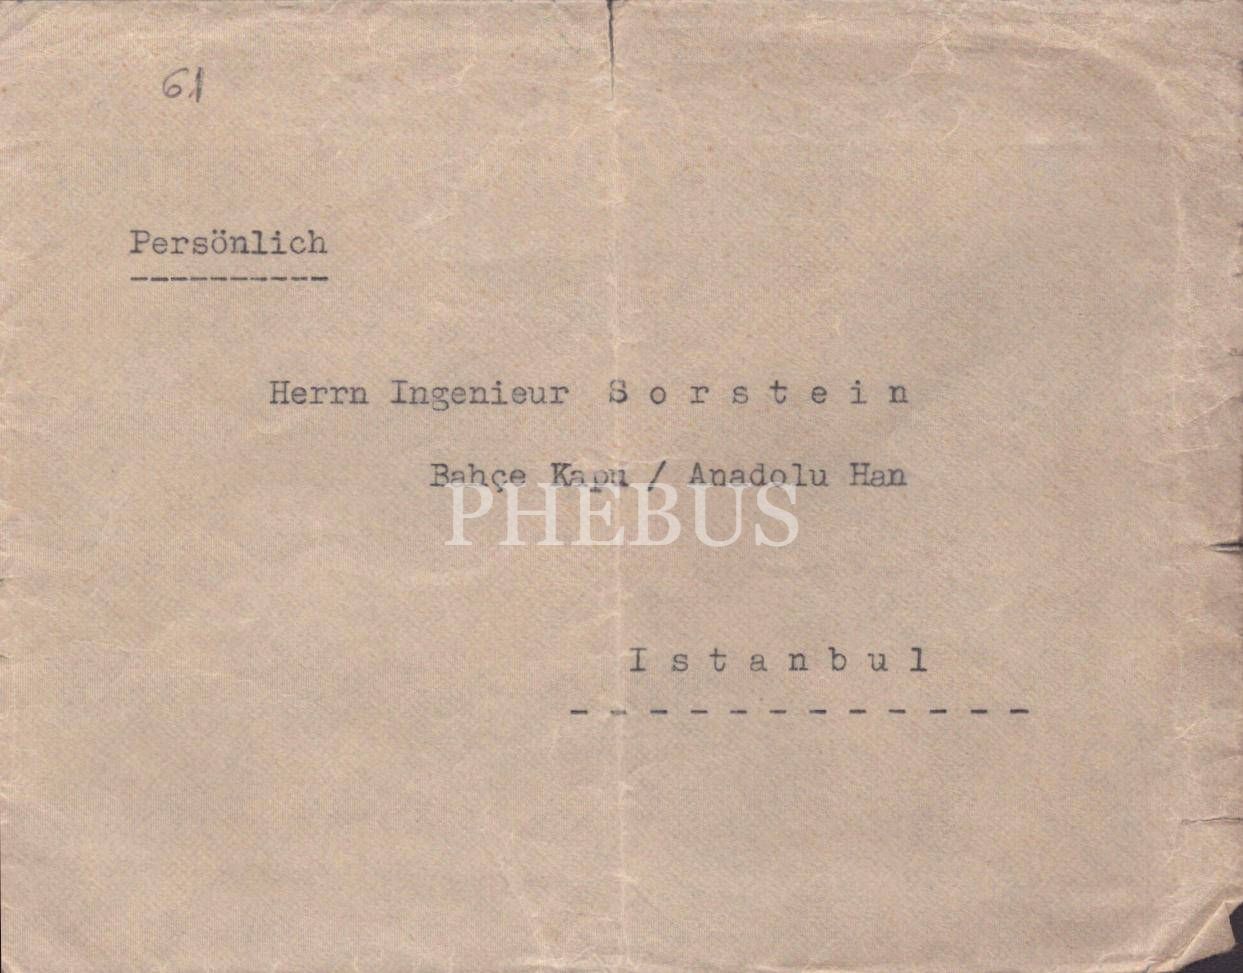 61
Persönlich
----------
Herrn Ingenieur S o r s t e i n
Bahçe Kapu / Anadolu Han
PHEBUS
I s t a n b u l
- - - - - - - - - - - -